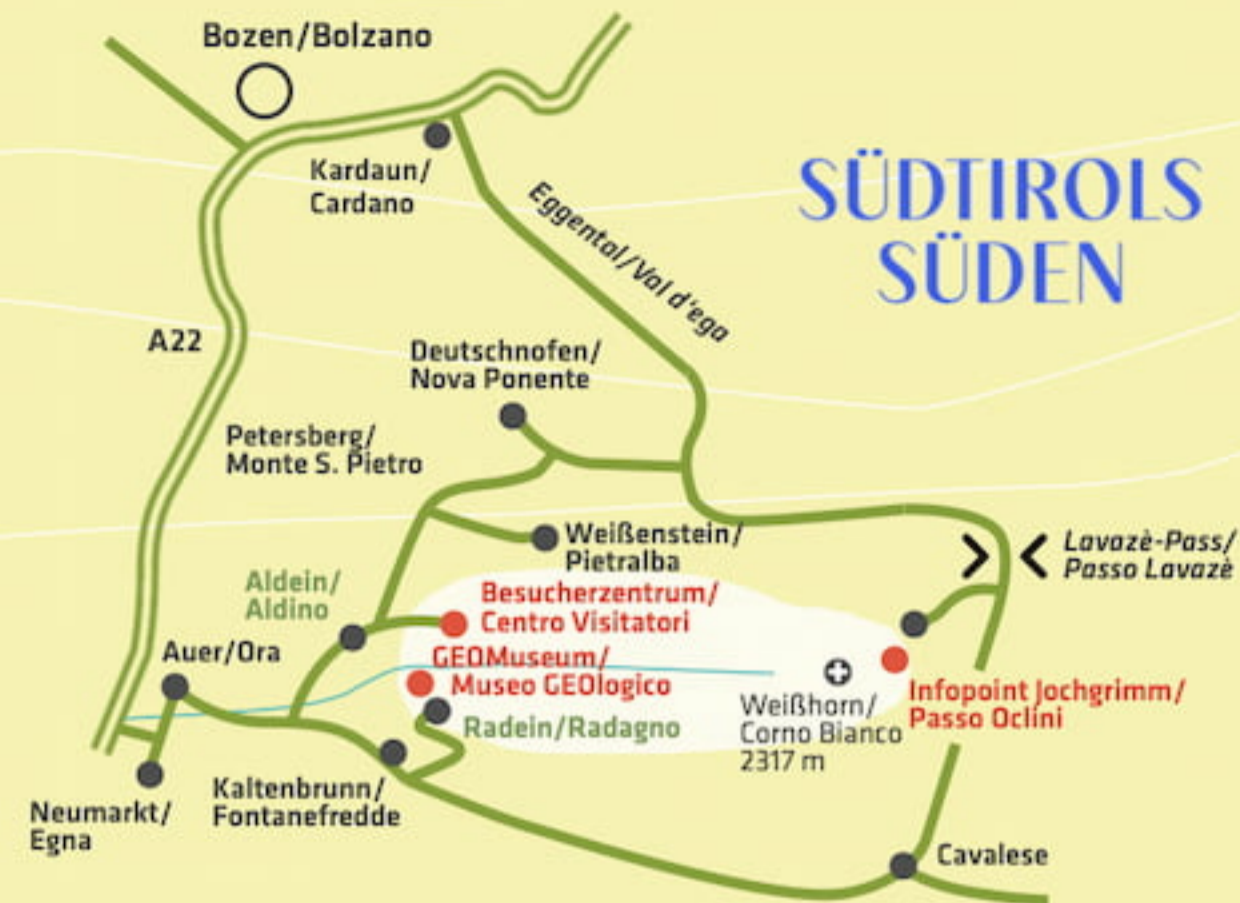 Bozen/Bolzano
Kardaun/
Cardano
Eggental/Val d'ega
SÜDTIROLS
SÜDEN
A22
Deutschnofen/
Nova Ponente
Petersberg/
Monte S. Pietro
Weißenstein/
Pietralba
Lavazè-Pass/
Passo Lavazè
Aldein/
Aldino
Besucherzentrum/
Centro Visitatori
Auer/Ora
GEOMuseum/
Museo GEOlogico
Radein/Radagno
Weißhorn/
Corno Bianco
2317 m
Infopoint Jochgrimm/
Passo Oclini
Kaltenbrunn/
Fontanefredde
Neumarkt/
Egna
Cavalese